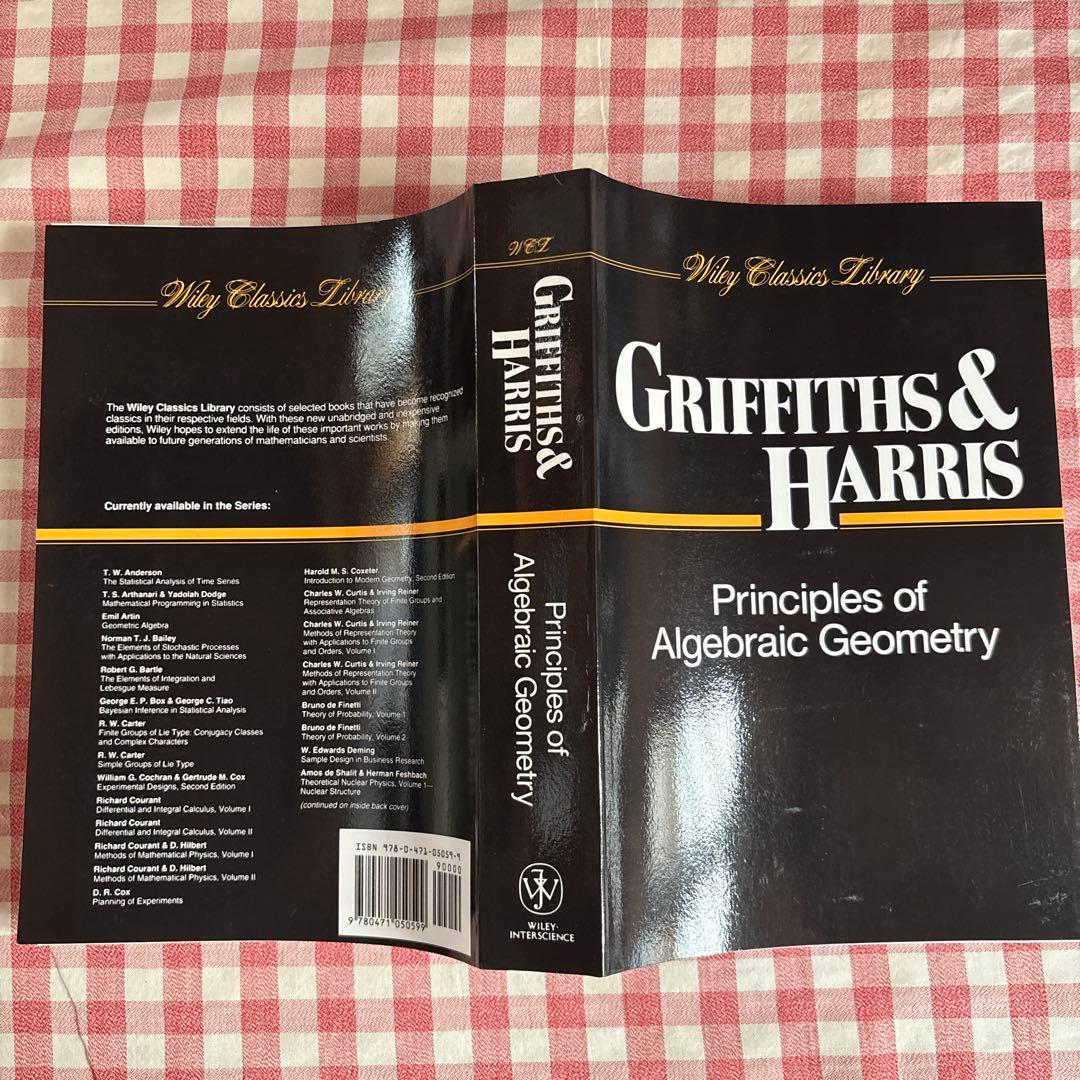 Wiley Classics Library
The Wiley Classics Library consists of selected books that have become recognized
classics in their respective fields. With these new unabridged and inexpensive
editions, Wiley hopes to extend the life of these important works by making them
available to future generations of mathematicians and scientists.
Currently available in the Series:
T. W. Anderson
The Statistical Analysis of Time Series
T. S. Arthanari & Yadolah Dodge
Mathematical Programming in Statistics
Emil Artin
Geometric Algebra
Norman T. J. Bailey
The Elements of Stochastic Processes
with Applications to the Natural Sciences
Robert G. Bartle
The Elements of Integration and
Lebesgue Measure
George E. P. Box & George C. Tiao
Bayesian Inference in Statistical Analysis
R. W. Carter
Finite Groups of Lie Type: Conjugacy Classes
and Complex Characters
R. W. Carter
Simple Groups of Lie Type
William G. Cochran & Gertrude M. Cox
Experimental Designs, Second Edition
Richard Courant
Differential and Integral Calculus, Volume I
Richard Courant
Differential and Integral Calculus, Volume II
Richard Courant & D. Hilbert
Methods of Mathematical Physics, Volume I
Richard Courant & D. Hilbert
Methods of Mathematical Physics, Volume II
D. R. Cox
Planning of Experiments
Harold M. S. Coxeter
Introduction to Modern Geometry, Second Edition
Charles W. Curtis & Irving Reiner
Representation Theory of Finite Groups and
Associative Algebras
Charles W. Curtis & Irving Reiner
Methods of Representation Theory
with Applications to Finite Groups
and Orders, Volume I
Charles W. Curtis & Irving Reiner
Methods of Representation Theory
with Applications to Finite Groups
and Orders, Volume II
Bruno de Finetti
Theory of Probability, Volume 1
Bruno de Finetti
Theory of Probability, Volume 2
W. Edwards Deming
Sample Design in Business Research
Amos de Shalit & Herman Feshbach
Theoretical Nuclear Physics, Volume 1—
Nuclear Structure
(continued on inside back cover)
ISBN 978-0-471-05059-9
90000
9 780471 050599
WCL
GRIFFITHS &
HARRIS
Principles of
Algebraic Geometry
WILEY-
INTERSCIENCE
Wiley Classics Library
GRIFFITHS &
HARRIS
Principles of
Algebraic Geometry